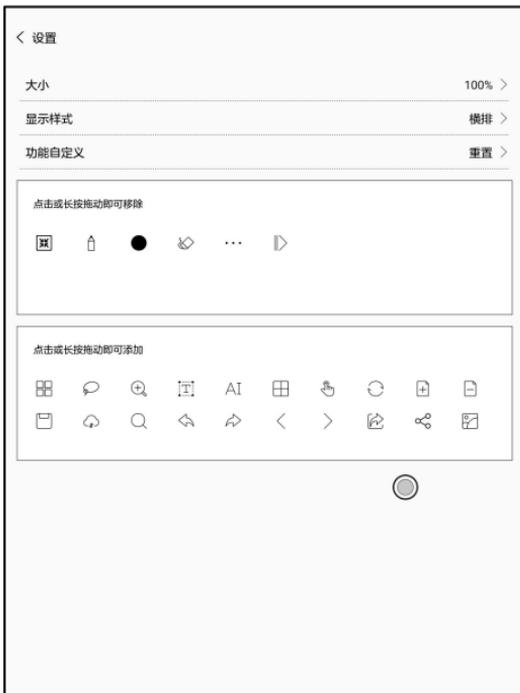 设置
大小 100%
显示样式 横排
功能自定义 重置
点击或长按拖动即可移除
点击或长按拖动即可添加
T AI